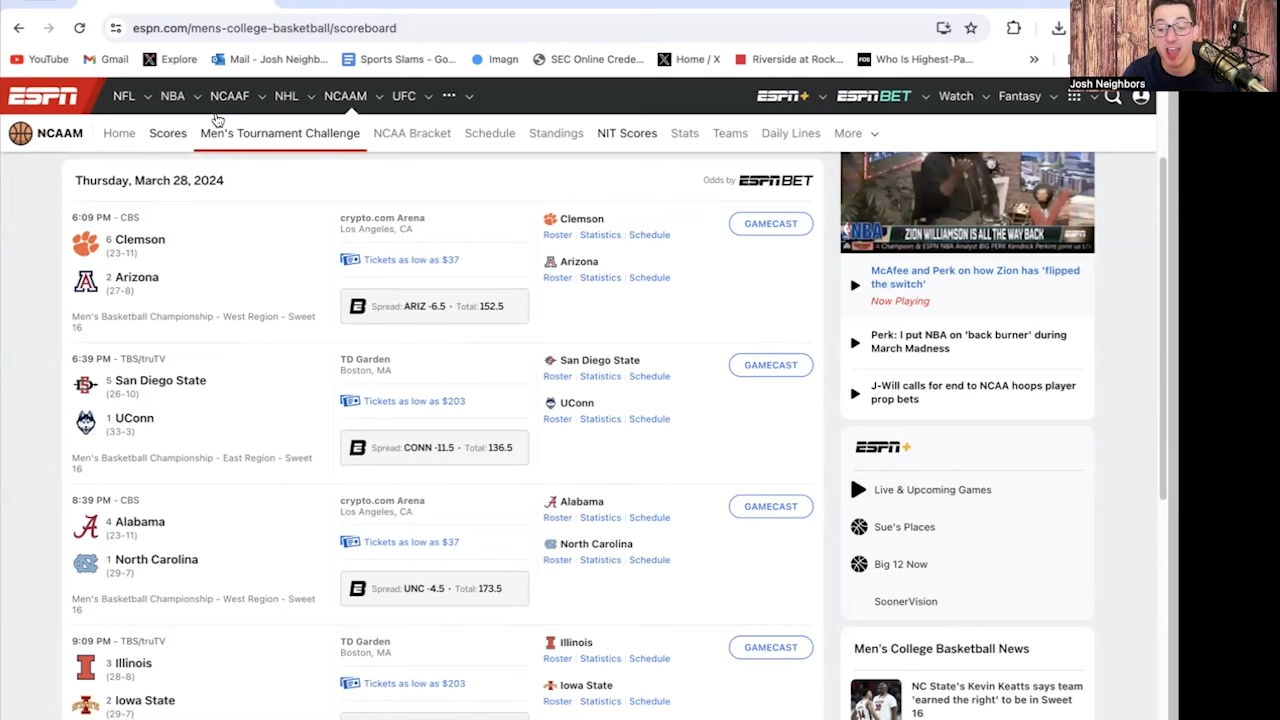 espn.com/mens-college-basketball/scoreboard
YouTube
Gmail
Explore
Mail - Josh Neighb...
Sports Slams - Go...
Imagn
SEC Online Crede...
Home / X
Riverside at Rock...
Who Is Highest-Pa...
»
Josh Neighbors
ESPN
NFL
NBA
NCAAF
NHL
NCAAM
UFC
•••
ESPN+
ESPN BET
Watch
Fantasy
NCAAM
Home
Scores
Men's Tournament Challenge
NCAA Bracket
Schedule
Standings
NIT Scores
Stats
Teams
Daily Lines
More
Thursday, March 28, 2024
Odds by ESPN BET
6:09 PM - CBS
6 Clemson
(23-11)
2 Arizona
(27-8)
Men's Basketball Championship - West Region - Sweet
16
crypto.com Arena
Los Angeles, CA
Tickets as low as $37
Spread: ARIZ -6.5 • Total: 152.5
Clemson
Roster Statistics Schedule
Arizona
Roster Statistics Schedule
GAMECAST
6:39 PM - TBS/truTV
5 San Diego State
(26-10)
1 UConn
(33-3)
Men's Basketball Championship - East Region - Sweet
16
TD Garden
Boston, MA
Tickets as low as $203
Spread: CONN -11.5 • Total: 136.5
San Diego State
Roster Statistics Schedule
UConn
Roster Statistics Schedule
GAMECAST
8:39 PM - CBS
4 Alabama
(23-11)
1 North Carolina
(29-7)
Men's Basketball Championship - West Region - Sweet
16
crypto.com Arena
Los Angeles, CA
Tickets as low as $37
Spread: UNC -4.5 • Total: 173.5
Alabama
Roster Statistics Schedule
North Carolina
Roster Statistics Schedule
GAMECAST
9:09 PM - TBS/truTV
3 Illinois
(28-8)
2 Iowa State
(29-7)
TD Garden
Boston, MA
Tickets as low as $203
Illinois
Roster Statistics Schedule
Iowa State
Roster Statistics Schedule
GAMECAST
NBA
ZION WILLIAMSON IS ALL THE WAY BACK
McAfee and Perk on how Zion has 'flipped
the switch'
Now Playing
Perk: I put NBA on 'back burner' during
March Madness
J-Will calls for end to NCAA hoops player
prop bets
ESPN+
Live & Upcoming Games
Sue's Places
Big 12 Now
SoonerVision
Men's College Basketball News
NC State's Kevin Keatts says team
'earned the right' to be in Sweet
16